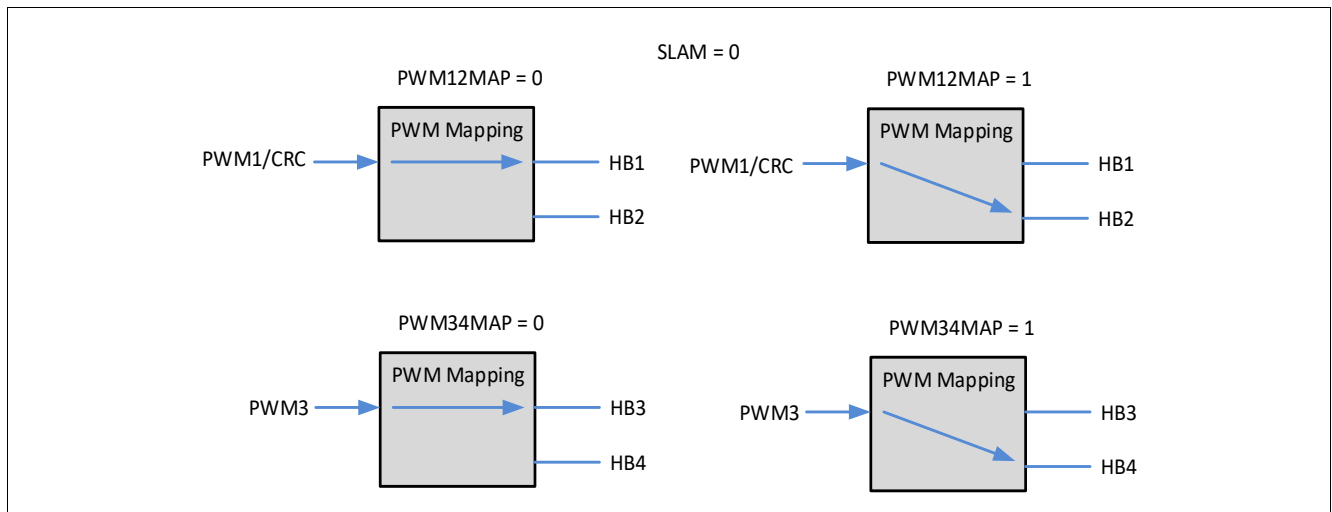 SLAM = 0
PWM12MAP = 0
PWM Mapping
PWM1/CRC
HB1
HB2
PWM12MAP = 1
PWM Mapping
PWM1/CRC
HB1
HB2
PWM34MAP = 0
PWM Mapping
PWM3
HB3
HB4
PWM34MAP = 1
PWM Mapping
PWM3
HB3
HB4